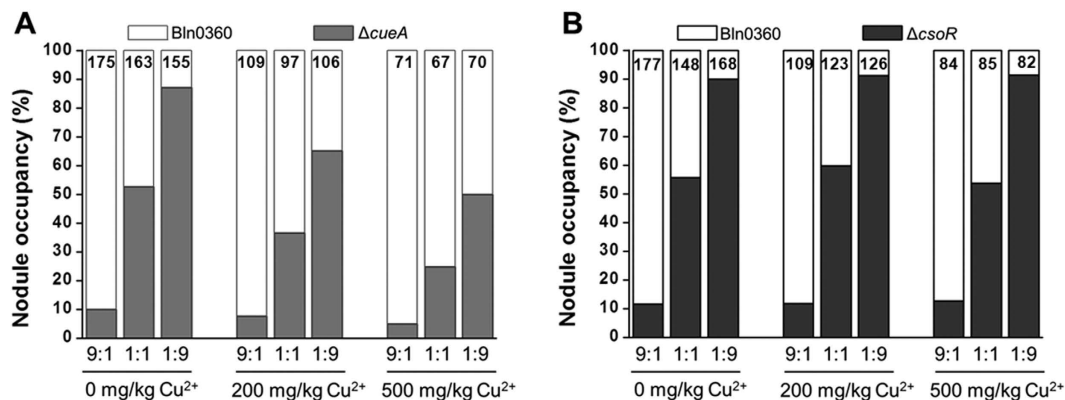 A
Bln0360 ΔcueA
Nodule occupancy (%)
100
90
80
70
60
50
40
30
20
10
0
175 163 155 109 97 106 71 67 70
9:1 1:1 1:9 9:1 1:1 1:9 9:1 1:1 1:9
0 mg/kg Cu²⁺ 200 mg/kg Cu²⁺ 500 mg/kg Cu²⁺
B
Bln0360 ΔcsoR
Nodule occupancy (%)
100
90
80
70
60
50
40
30
20
10
0
177 148 168 109 123 126 84 85 82
9:1 1:1 1:9 9:1 1:1 1:9 9:1 1:1 1:9
0 mg/kg Cu²⁺ 200 mg/kg Cu²⁺ 500 mg/kg Cu²⁺